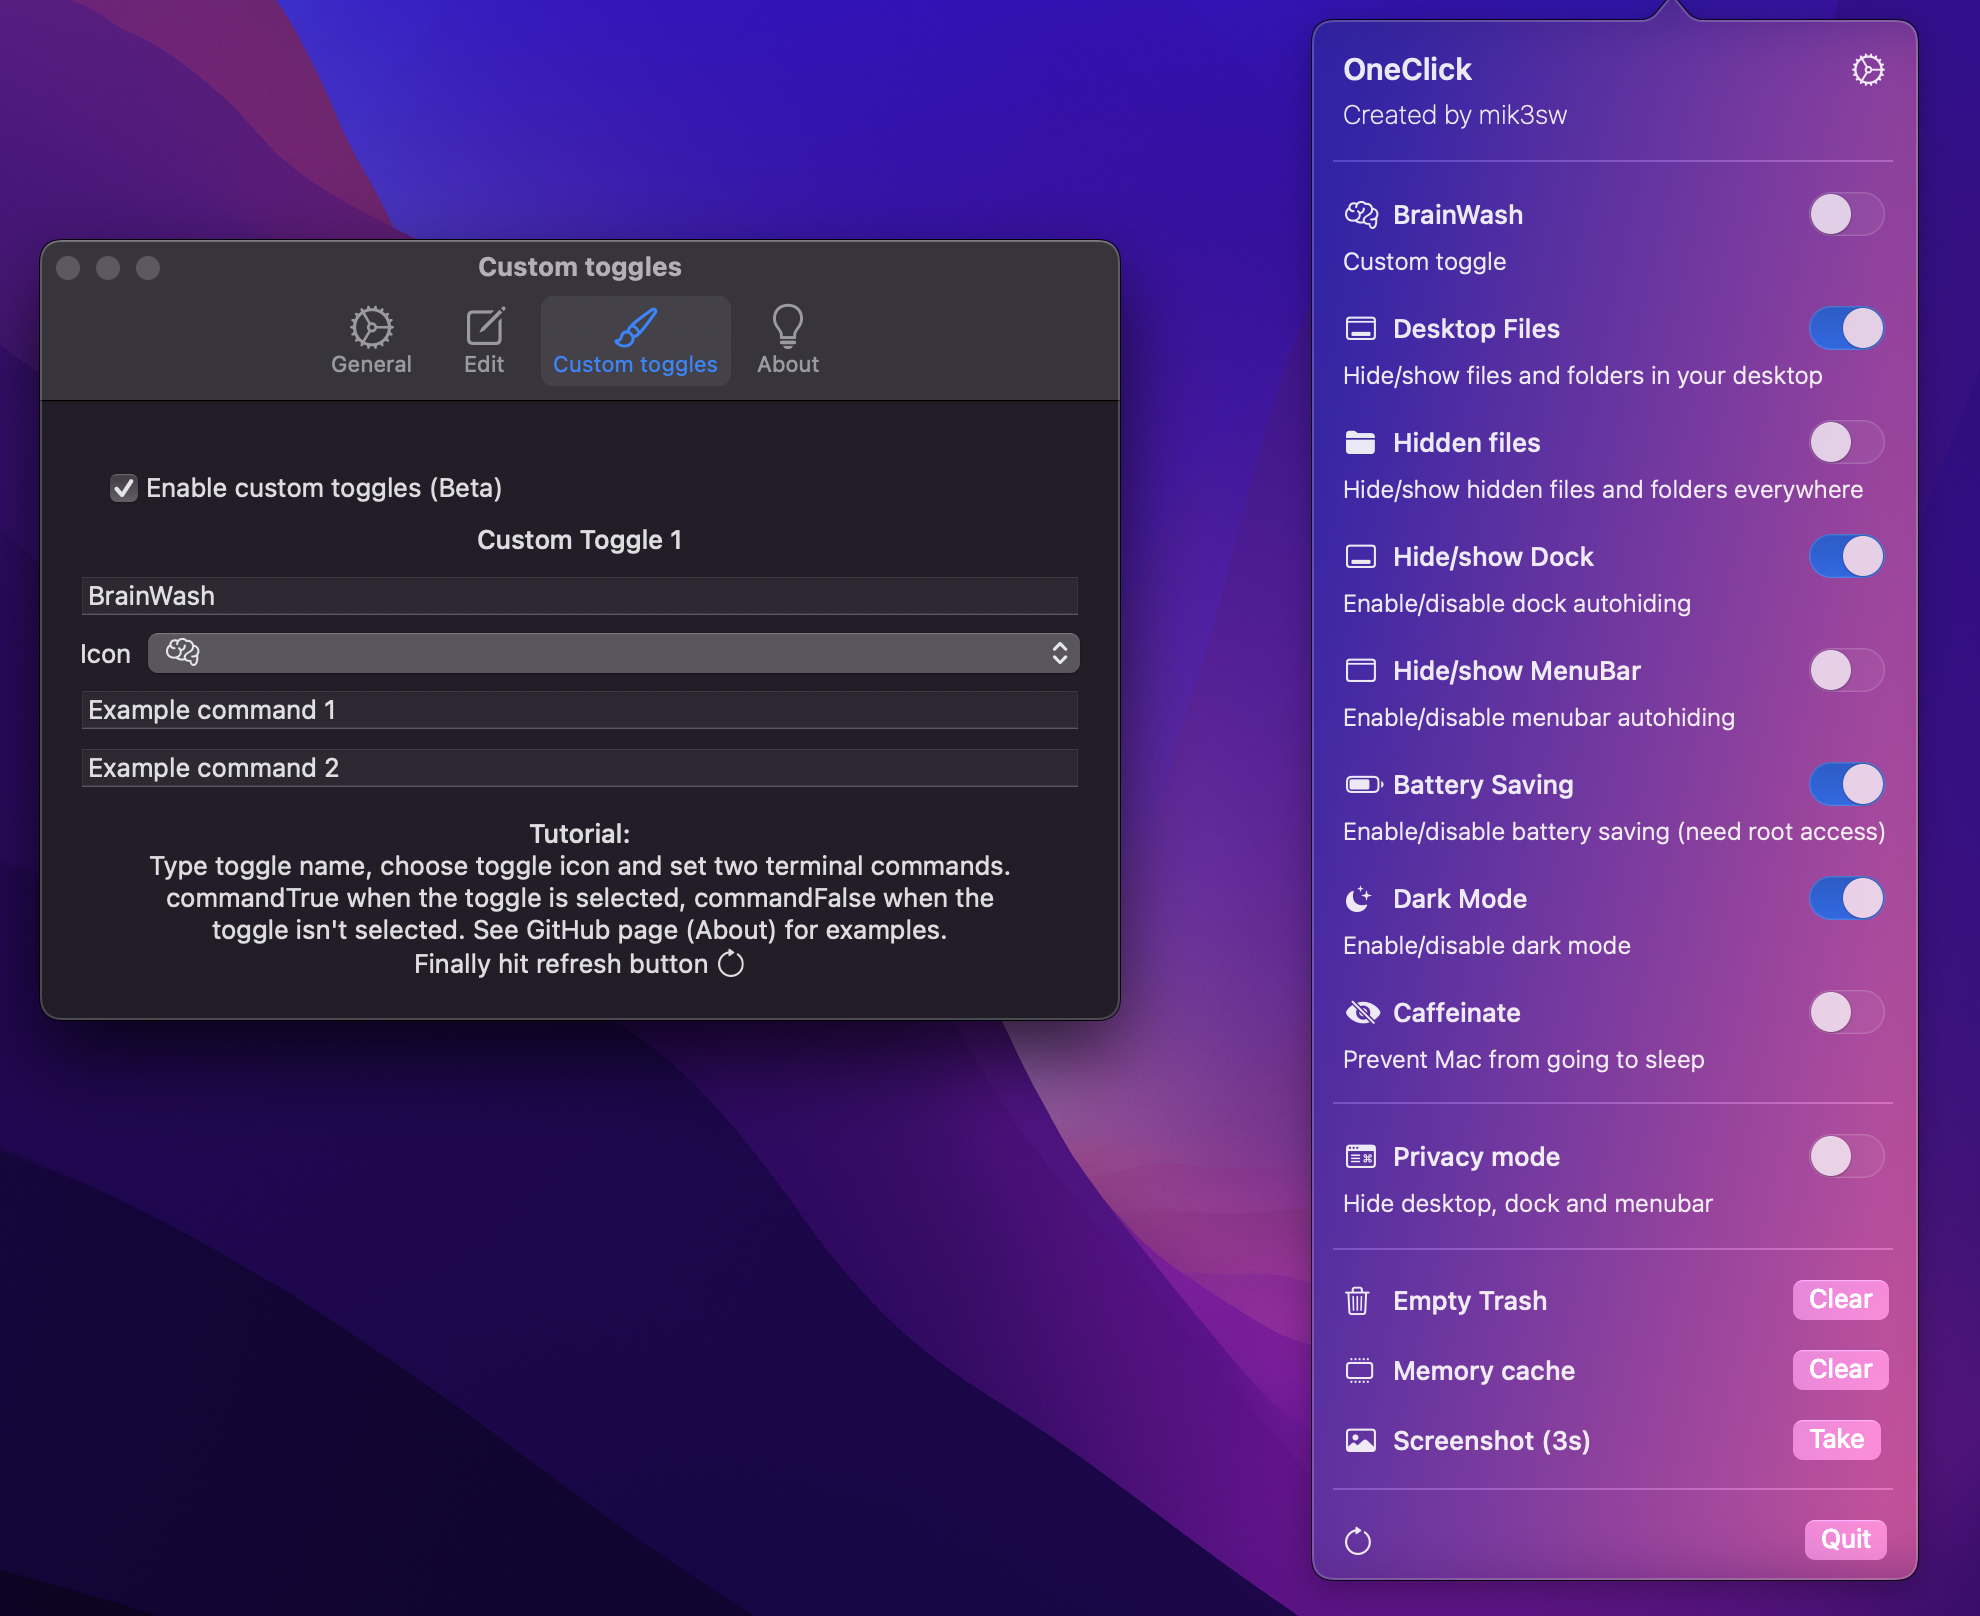 Custom toggles
General
Edit
Custom toggles
About
Enable custom toggles (Beta)
Custom Toggle 1
BrainWash
Icon
Example command 1
Example command 2
Tutorial:
Type toggle name, choose toggle icon and set two terminal commands.
commandTrue when the toggle is selected, commandFalse when the
toggle isn't selected. See GitHub page (About) for examples.
Finally hit refresh button
OneClick
Created by mik3sw
BrainWash
Custom toggle
Desktop Files
Hide/show files and folders in your desktop
Hidden files
Hide/show hidden files and folders everywhere
Hide/show Dock
Enable/disable dock autohiding
Hide/show MenuBar
Enable/disable menubar autohiding
Battery Saving
Enable/disable battery saving (need root access)
Dark Mode
Enable/disable dark mode
Caffeinate
Prevent Mac from going to sleep
Privacy mode
Hide desktop, dock and menubar
Empty Trash Clear
Memory cache Clear
Screenshot (3s) Take
Quit